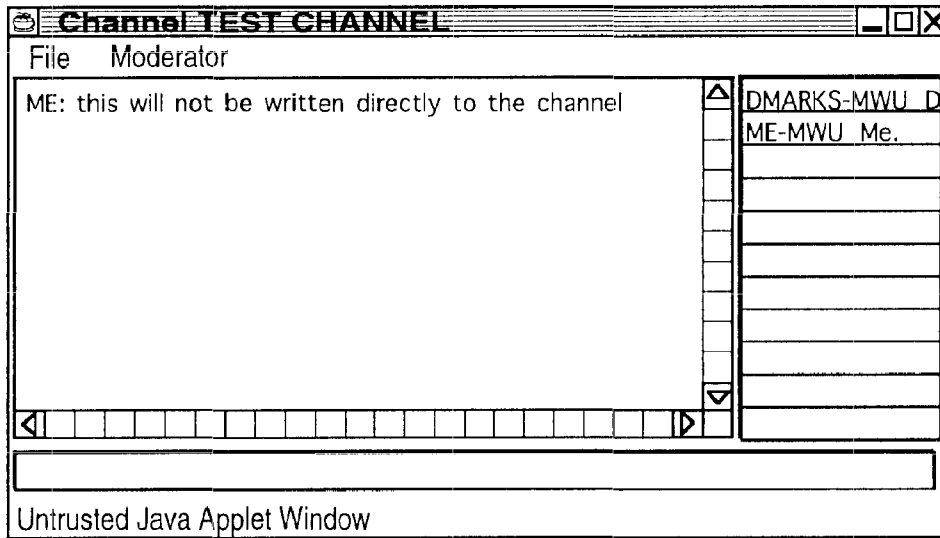 Channel TEST CHANNEL
File Moderator
ME: this will not be written directly to the channel
DMARKS-MWU D
ME-MWU Me.
Untrusted Java Applet Window